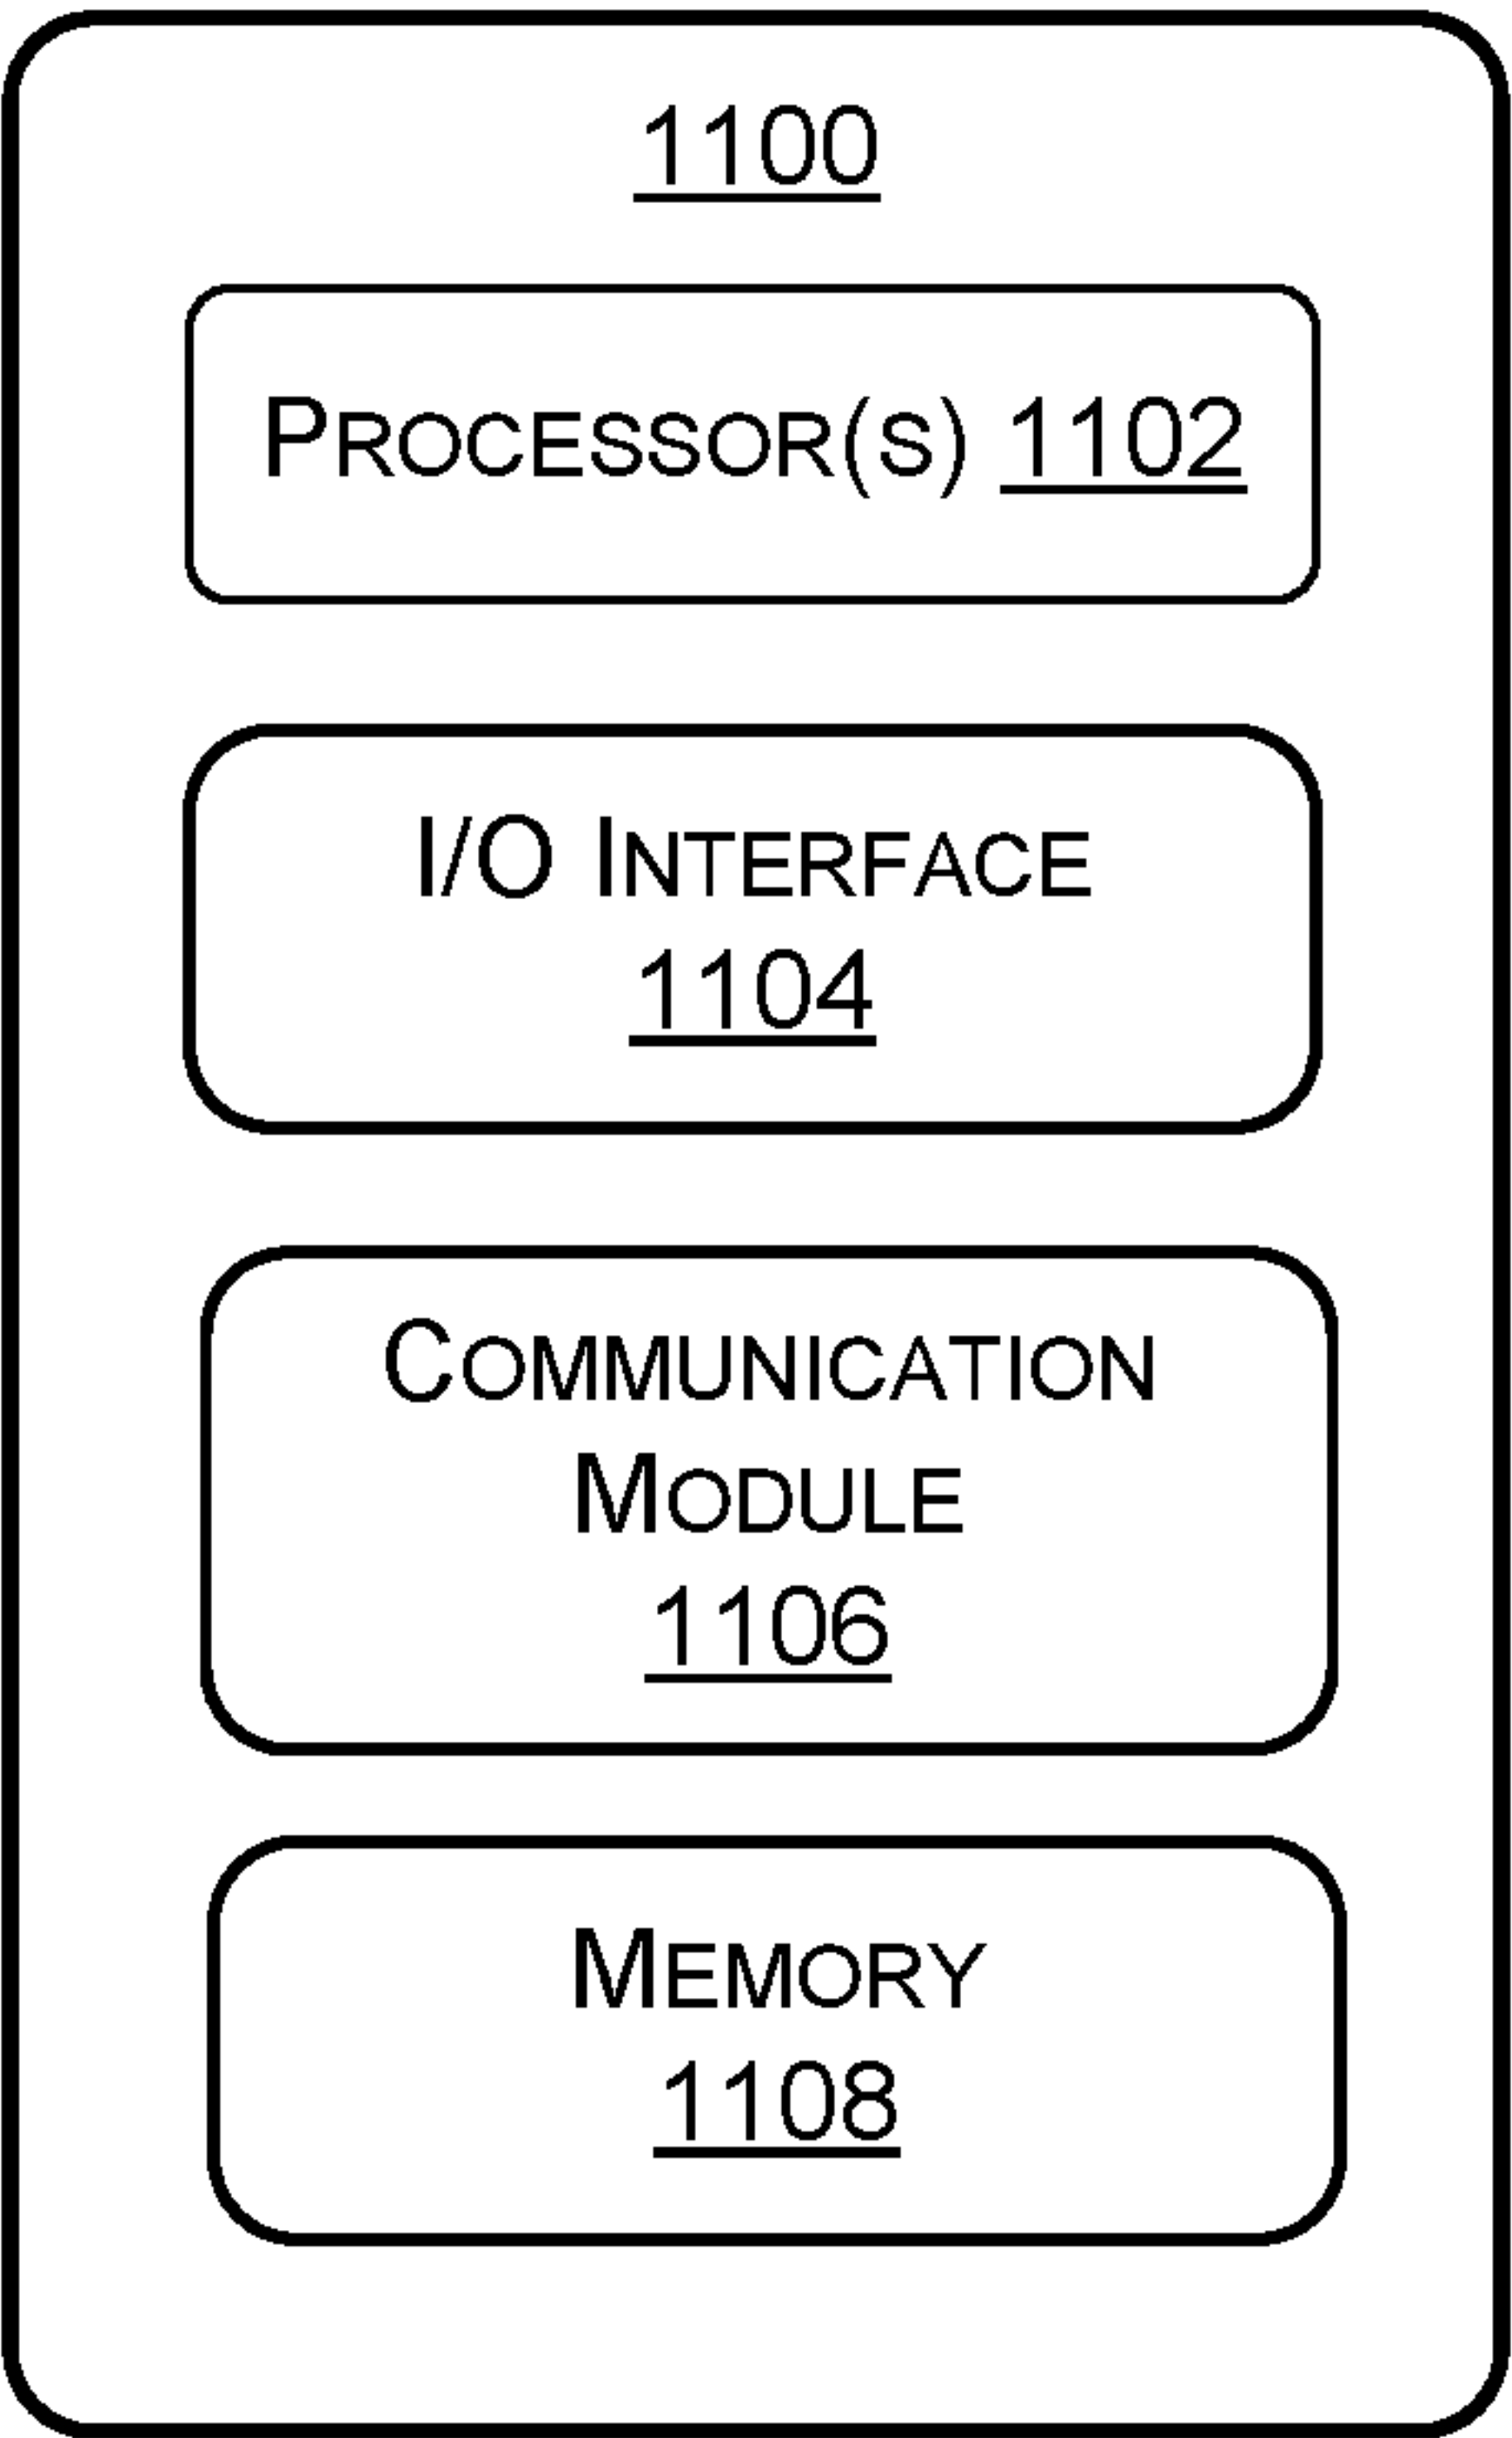 1100
PROCESSOR(S) 1102
I/O INTERFACE
1104
COMMUNICATION
MODULE
1106
MEMORY
1108